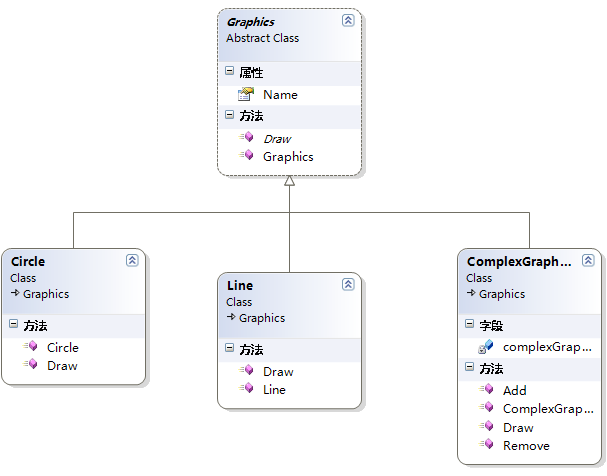 Graphics
Abstract Class
属性
Name
方法
Draw
Graphics
Circle
Class
Graphics
方法
Circle
Draw
Line
Class
Graphics
方法
Draw
Line
ComplexGraph...
Class
Graphics
字段
complexGrap...
方法
Add
ComplexGrap...
Draw
Remove